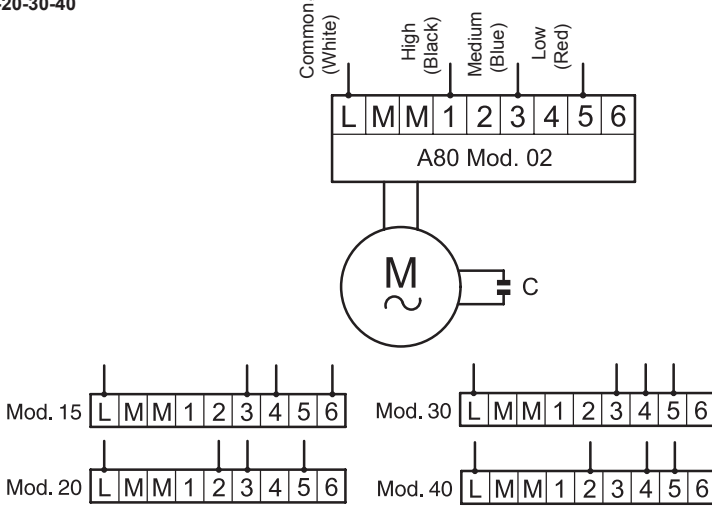 -20-30-40
Common
(White)
High
(Black)
Medium
(Blue)
Low
(Red)
L M M 1 2 3 4 5 6
A80 Mod. 02
M
C
Mod. 15 L M M 1 2 3 4 5 6
Mod. 30 L M M 1 2 3 4 5 6
Mod. 20 L M M 1 2 3 4 5 6
Mod. 40 L M M 1 2 3 4 5 6